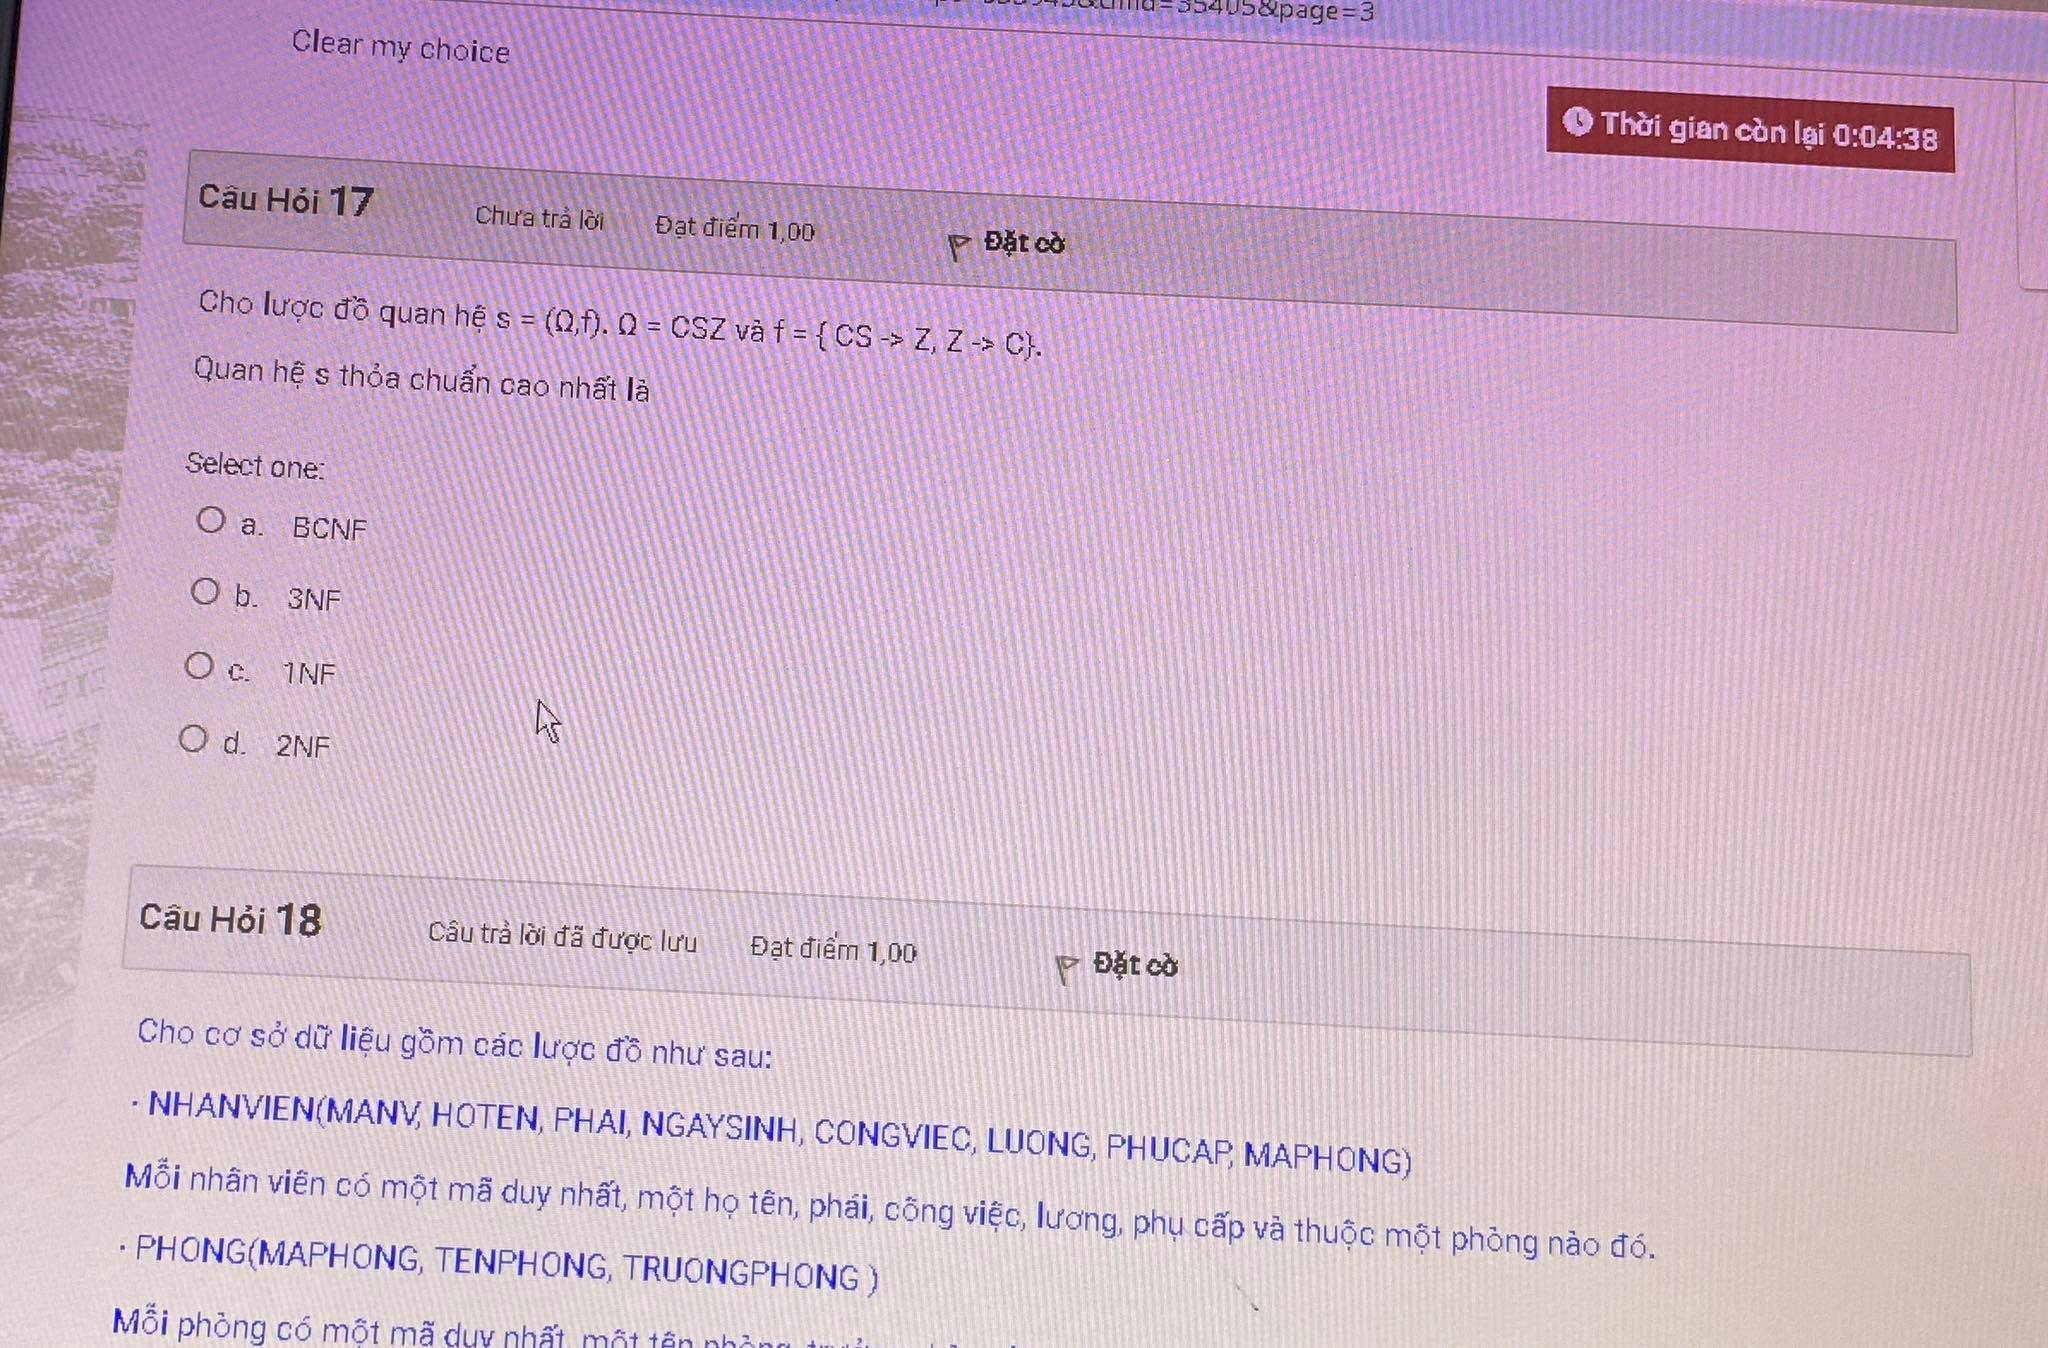 =35405&page=3
Clear my choice
Thời gian còn lại 0:04:38
Câu Hỏi 17 Chưa trả lời Đạt điểm 1,00 Đặt cờ
Cho lược đồ quan hệ s = (Ω,f). Ω = CSZ và f = { CS -> Z, Z -> C}.
Quan hệ s thỏa chuẩn cao nhất là
Select one:
a. BCNF
b. 3NF
c. 1NF
d. 2NF
Câu Hỏi 18 Câu trả lời đã được lưu Đạt điểm 1,00 Đặt cờ
Cho cơ sở dữ liệu gồm các lược đồ như sau:
· NHANVIEN(MANV, HOTEN, PHAI, NGAYSINH, CONGVIEC, LUONG, PHUCAP, MAPHONG)
Mỗi nhân viên có một mã duy nhất, một họ tên, phái, công việc, lương, phụ cấp và thuộc một phòng nào đó.
· PHONG(MAPHONG, TENPHONG, TRUONGPHONG )
Mỗi phòng có một mã duy nhất, một tên phòng